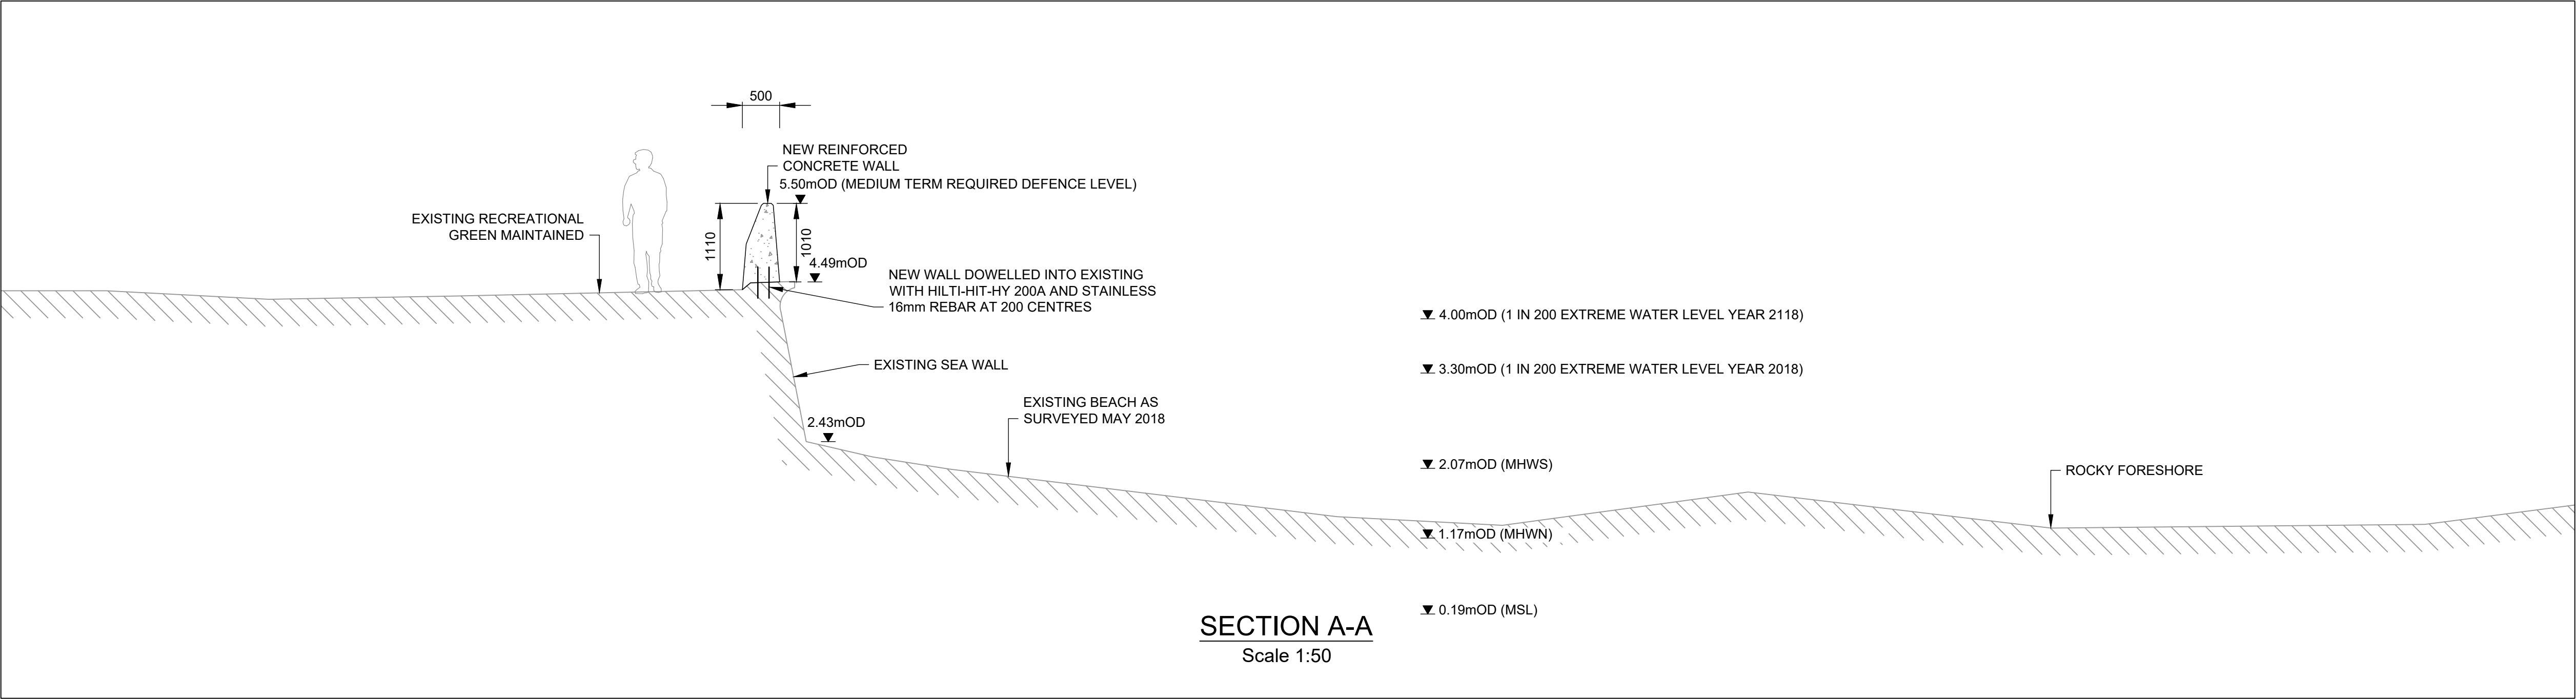 500
NEW REINFORCED
CONCRETE WALL
5.50mOD (MEDIUM TERM REQUIRED DEFENCE LEVEL)
EXISTING RECREATIONAL
GREEN MAINTAINED
1110
1010
4.49mOD
NEW WALL DOWELLED INTO EXISTING
WITH HILTI-HIT-HY 200A AND STAINLESS
16mm REBAR AT 200 CENTRES
4.00mOD (1 IN 200 EXTREME WATER LEVEL YEAR 2118)
EXISTING SEA WALL
3.30mOD (1 IN 200 EXTREME WATER LEVEL YEAR 2018)
EXISTING BEACH AS
SURVEYED MAY 2018
2.43mOD
2.07mOD (MHWS)
ROCKY FORESHORE
1.17mOD (MHWN)
0.19mOD (MSL)
SECTION A-A
Scale 1:50